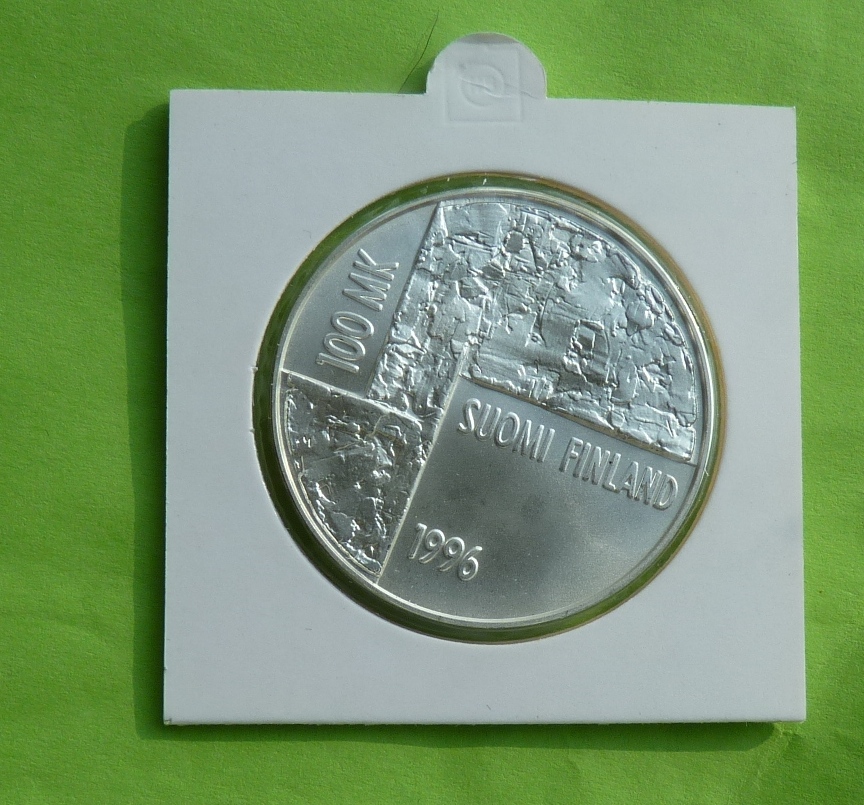 100 MK
SUOMI FINLAND
1996